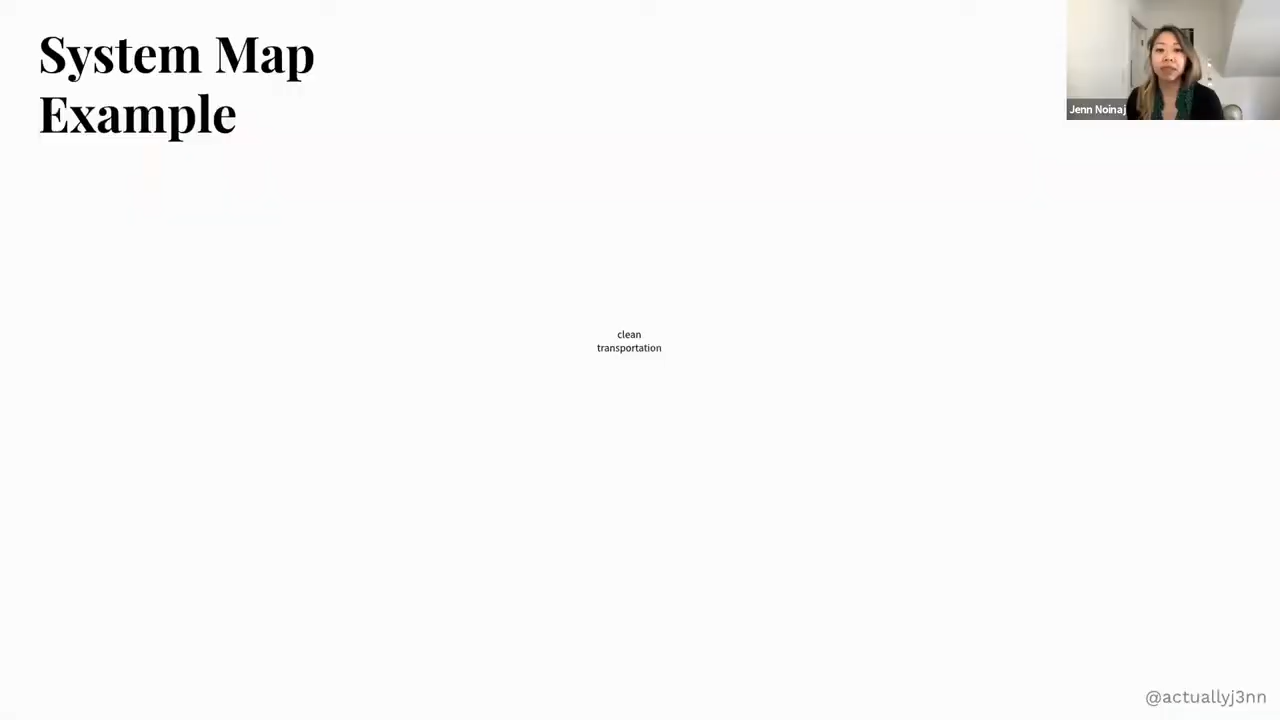 System Map
Example
Jenn Noinaj
clean
transportation
@actuallyj3nn